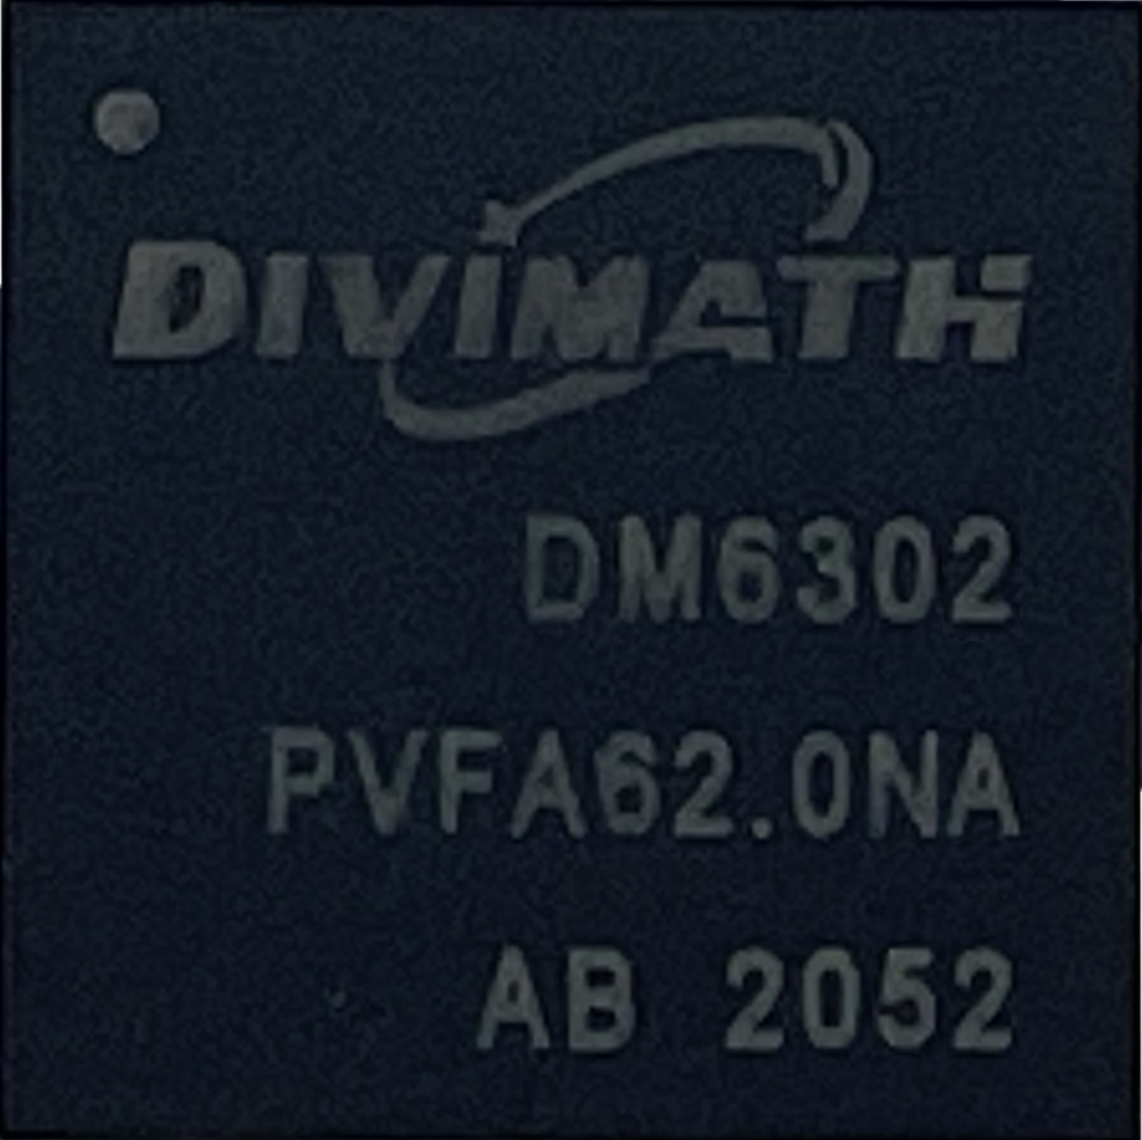 DIVIMATH
DM6302
PVFA62.0NA
AB 2052